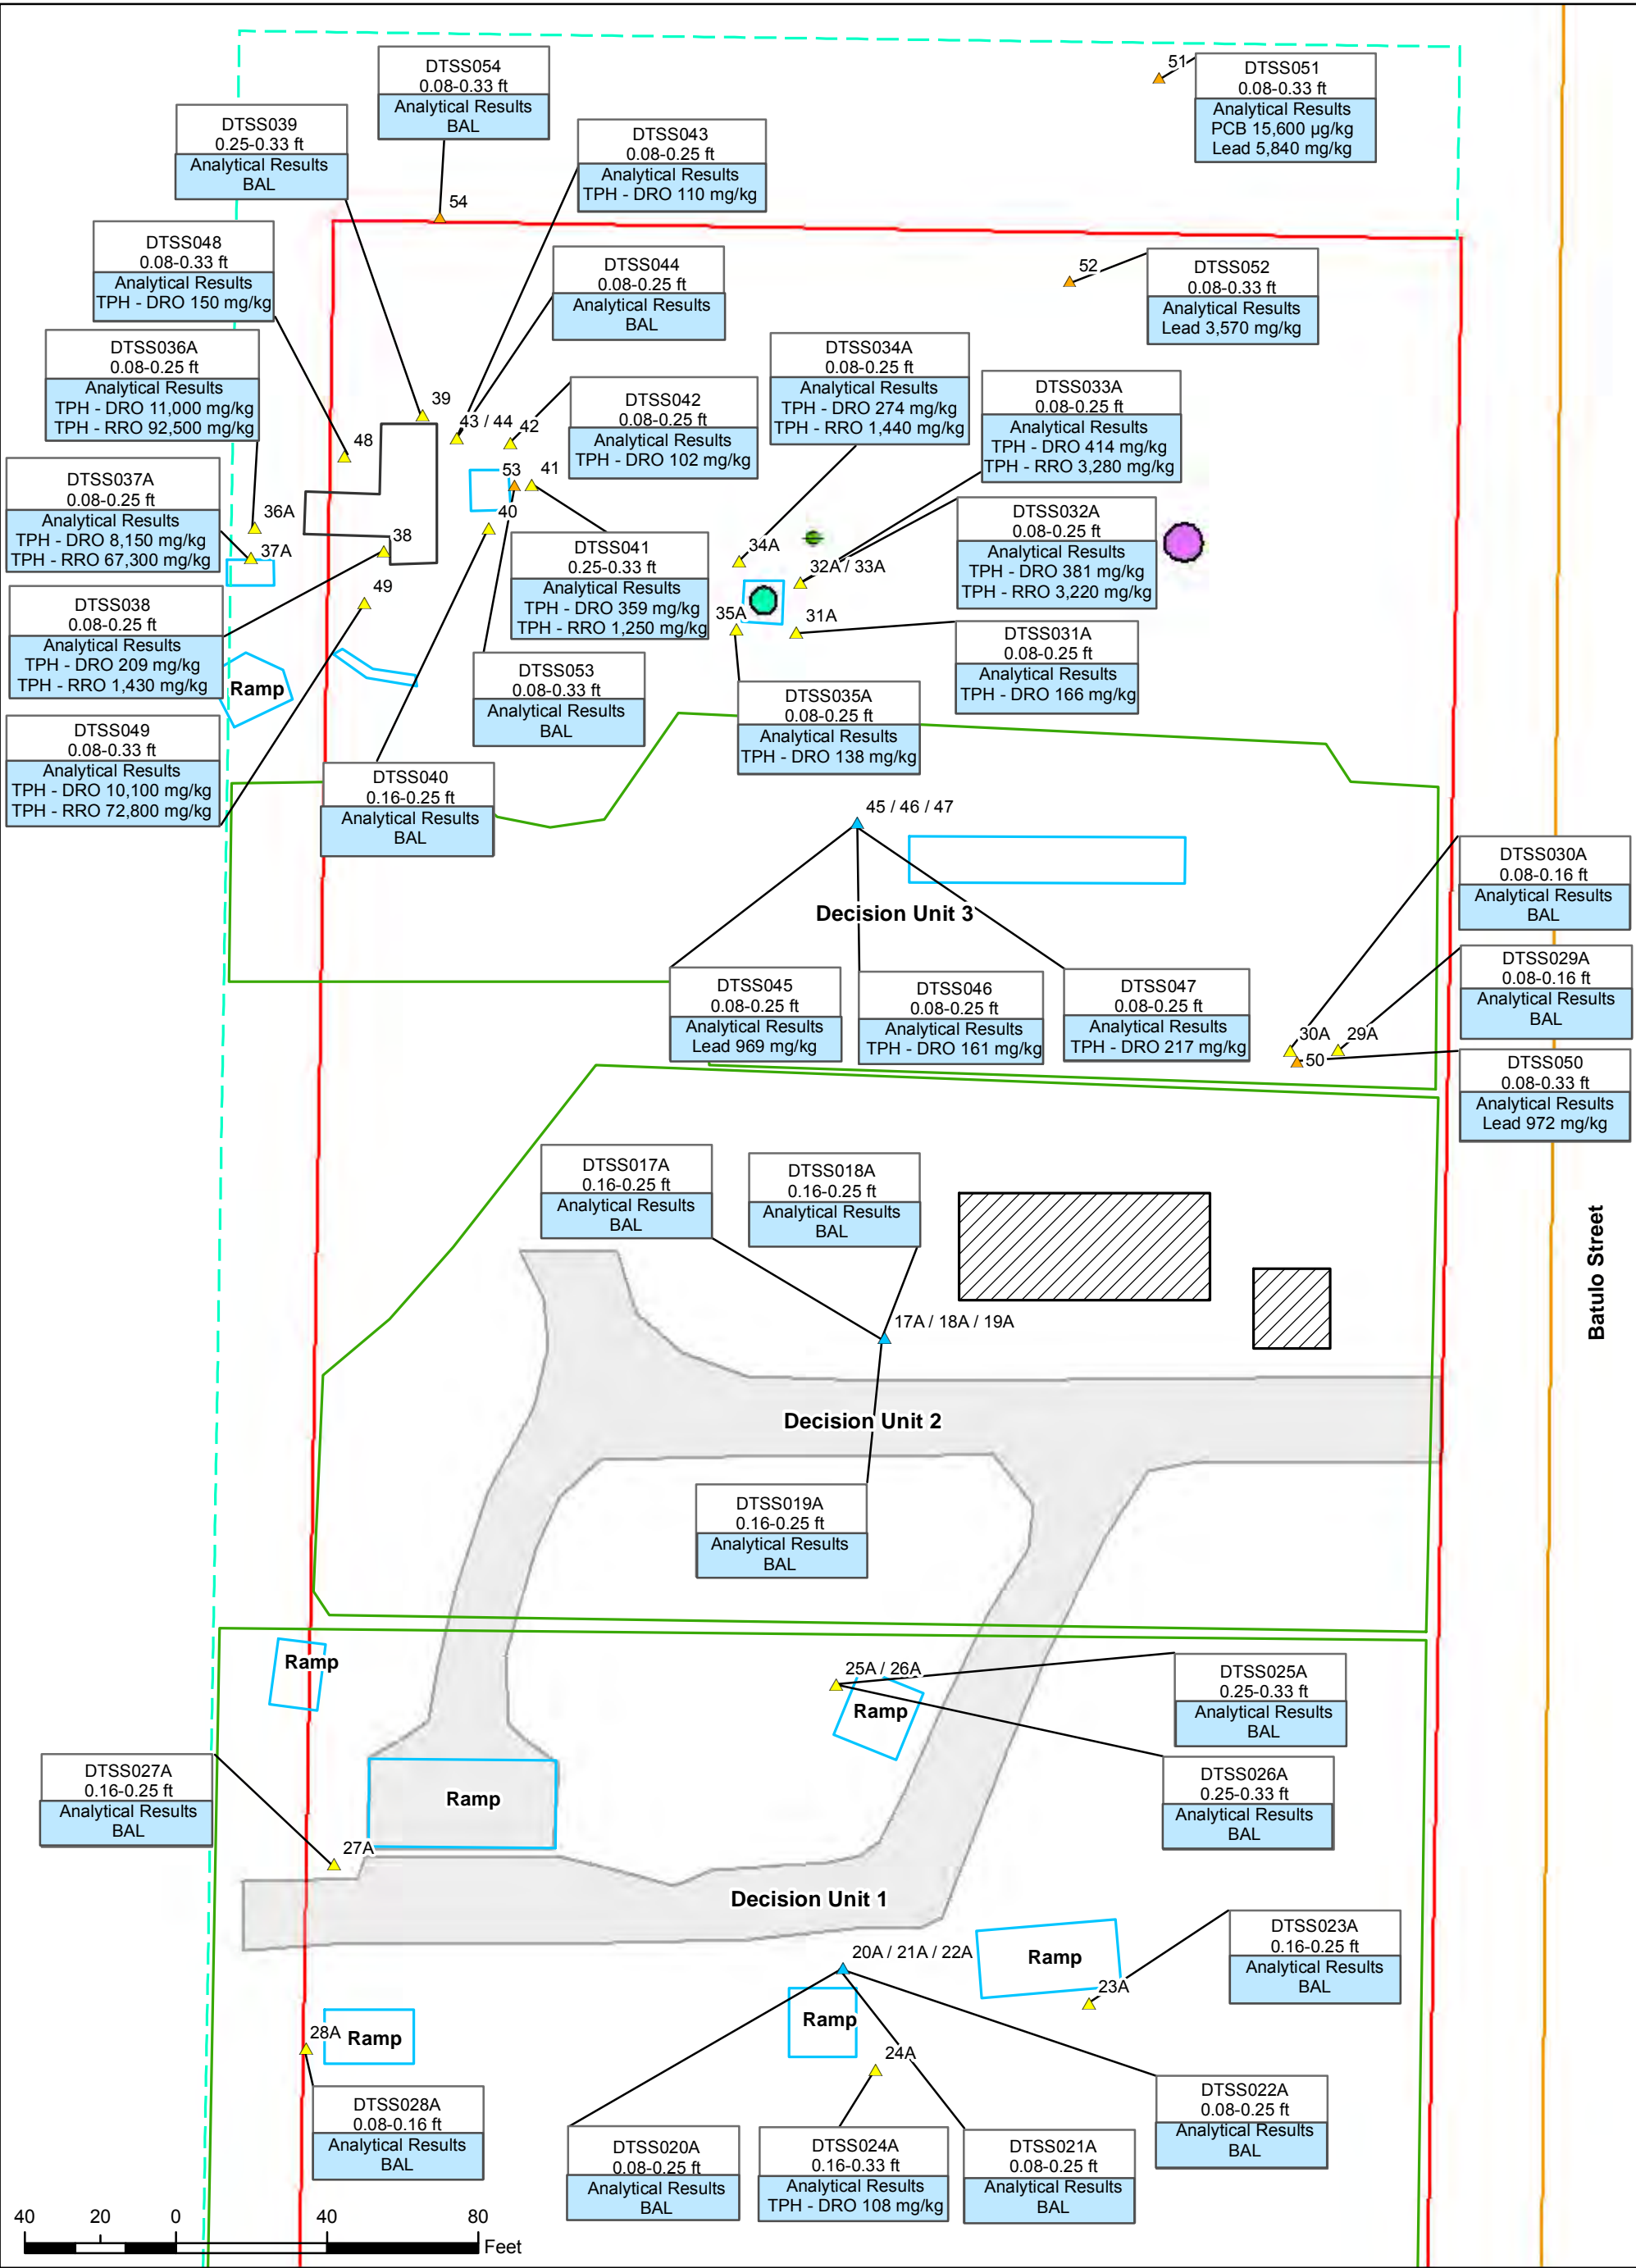 DTSS054
0.08-0.33 ft
Analytical Results
BAL
51
DTSS051
0.08-0.33 ft
Analytical Results
PCB 15,600 µg/kg
Lead 5,840 mg/kg
DTSS039
0.25-0.33 ft
Analytical Results
BAL
DTSS043
0.08-0.25 ft
Analytical Results
TPH - DRO 110 mg/kg
54
DTSS048
0.08-0.33 ft
Analytical Results
TPH - DRO 150 mg/kg
DTSS044
0.08-0.25 ft
Analytical Results
BAL
52
DTSS052
0.08-0.33 ft
Analytical Results
Lead 3,570 mg/kg
DTSS036A
0.08-0.25 ft
Analytical Results
TPH - DRO 11,000 mg/kg
TPH - RRO 92,500 mg/kg
DTSS034A
0.08-0.25 ft
Analytical Results
TPH - DRO 274 mg/kg
TPH - RRO 1,440 mg/kg
DTSS033A
0.08-0.25 ft
Analytical Results
TPH - DRO 414 mg/kg
TPH - RRO 3,280 mg/kg
39
43 / 44
42
48
DTSS042
0.08-0.25 ft
Analytical Results
TPH - DRO 102 mg/kg
DTSS037A
0.08-0.25 ft
Analytical Results
TPH - DRO 8,150 mg/kg
TPH - RRO 67,300 mg/kg
53
41
36A
40
38
37A
DTSS032A
0.08-0.25 ft
Analytical Results
TPH - DRO 381 mg/kg
TPH - RRO 3,220 mg/kg
DTSS041
0.25-0.33 ft
Analytical Results
TPH - DRO 359 mg/kg
TPH - RRO 1,250 mg/kg
34A
32A / 33A
49
35A
31A
DTSS038
0.08-0.25 ft
Analytical Results
TPH - DRO 209 mg/kg
TPH - RRO 1,430 mg/kg
Ramp
DTSS031A
0.08-0.25 ft
Analytical Results
TPH - DRO 166 mg/kg
DTSS053
0.08-0.33 ft
Analytical Results
BAL
DTSS035A
0.08-0.25 ft
Analytical Results
TPH - DRO 138 mg/kg
DTSS049
0.08-0.33 ft
Analytical Results
TPH - DRO 10,100 mg/kg
TPH - RRO 72,800 mg/kg
DTSS040
0.16-0.25 ft
Analytical Results
BAL
45 / 46 / 47
Decision Unit 3
DTSS030A
0.08-0.16 ft
Analytical Results
BAL
DTSS029A
0.08-0.16 ft
Analytical Results
BAL
DTSS045
0.08-0.25 ft
Analytical Results
Lead 969 mg/kg
DTSS046
0.08-0.25 ft
Analytical Results
TPH - DRO 161 mg/kg
DTSS047
0.08-0.25 ft
Analytical Results
TPH - DRO 217 mg/kg
30A
29A
50
DTSS050
0.08-0.33 ft
Analytical Results
Lead 972 mg/kg
DTSS017A
0.16-0.25 ft
Analytical Results
BAL
DTSS018A
0.16-0.25 ft
Analytical Results
BAL
Batulo Street
17A / 18A / 19A
Decision Unit 2
DTSS019A
0.16-0.25 ft
Analytical Results
BAL
Ramp
25A / 26A
Ramp
DTSS025A
0.25-0.33 ft
Analytical Results
BAL
DTSS026A
0.25-0.33 ft
Analytical Results
BAL
DTSS027A
0.16-0.25 ft
Analytical Results
BAL
Ramp
27A
Decision Unit 1
20A / 21A / 22A
Ramp
23A
DTSS023A
0.16-0.25 ft
Analytical Results
BAL
28A
Ramp
Ramp
24A
DTSS028A
0.08-0.16 ft
Analytical Results
BAL
DTSS020A
0.08-0.25 ft
Analytical Results
BAL
DTSS024A
0.16-0.33 ft
Analytical Results
TPH - DRO 108 mg/kg
DTSS021A
0.08-0.25 ft
Analytical Results
BAL
DTSS022A
0.08-0.25 ft
Analytical Results
BAL
40 20 0 40 80
Feet